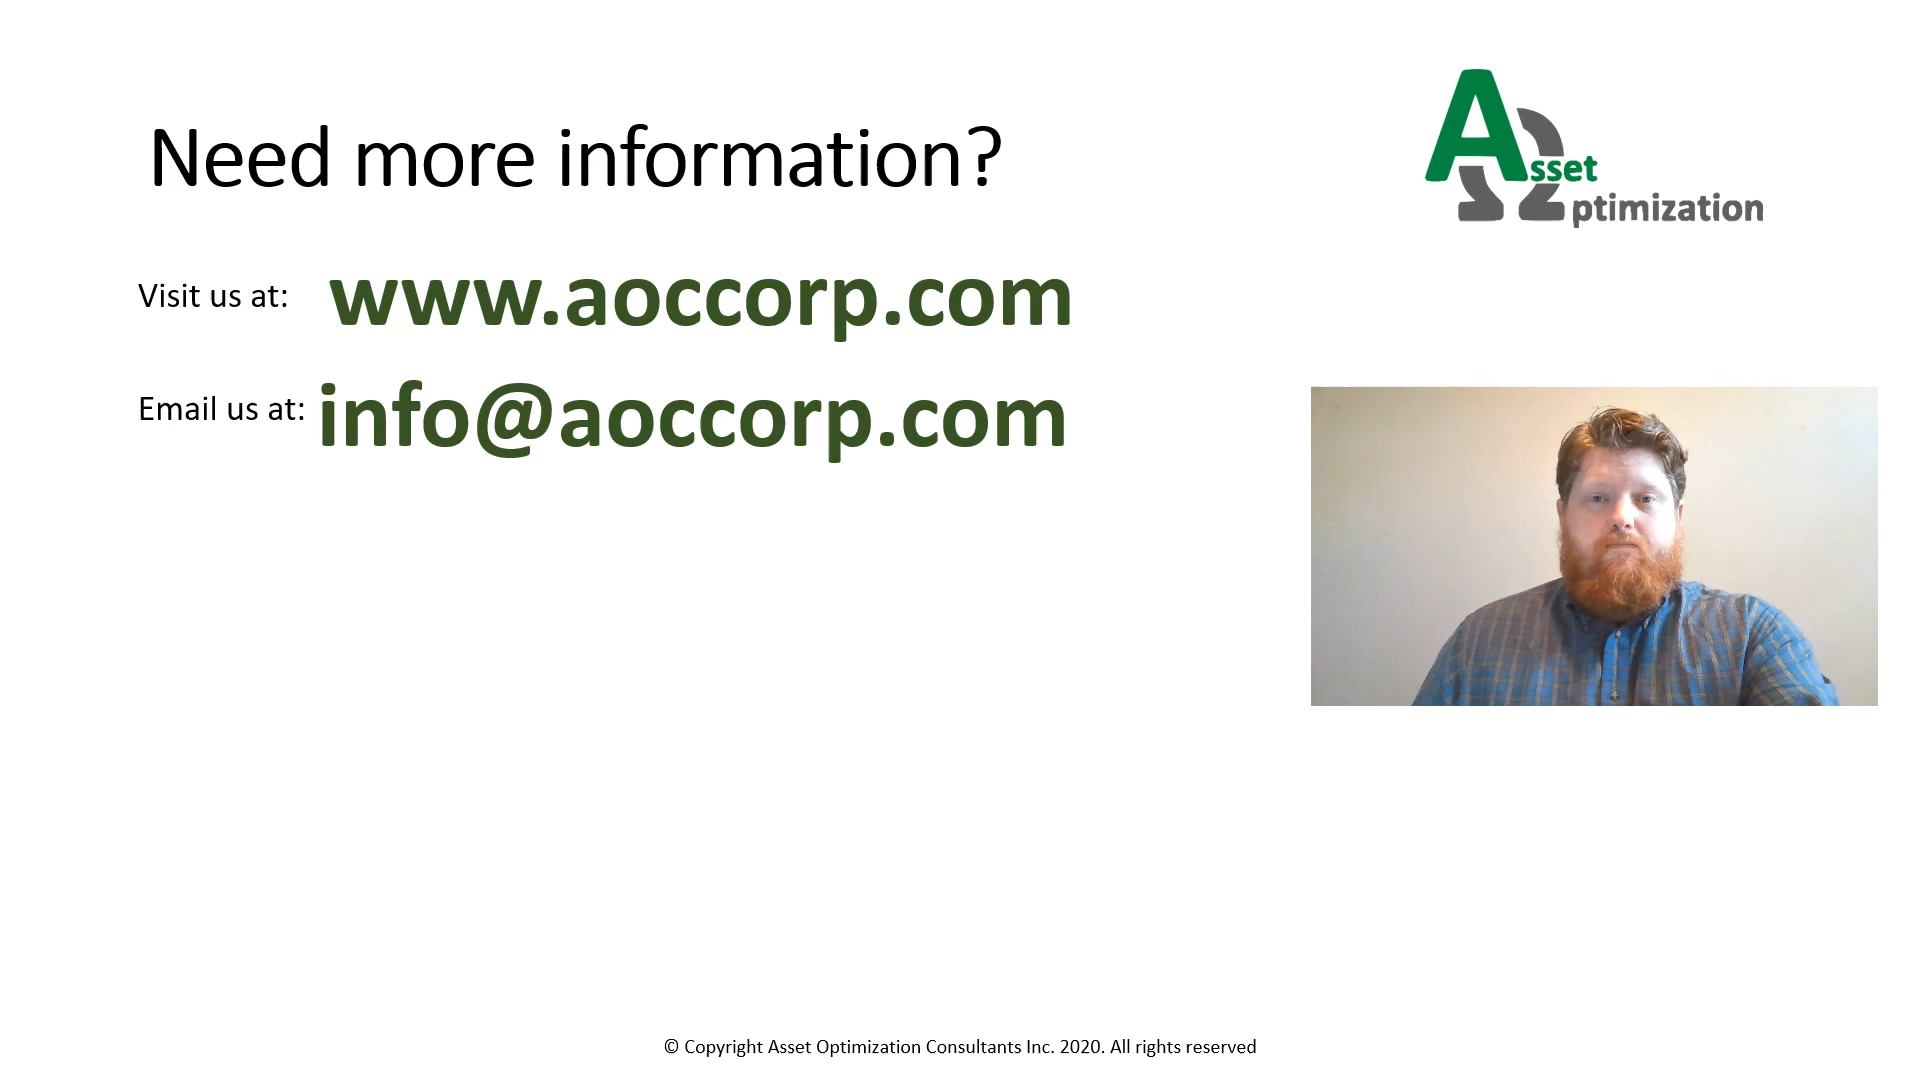 Need more information?
Asset
Ωptimization
Visit us at: www.aoccorp.com
Email us at: info@aoccorp.com
© Copyright Asset Optimization Consultants Inc. 2020. All rights reserved